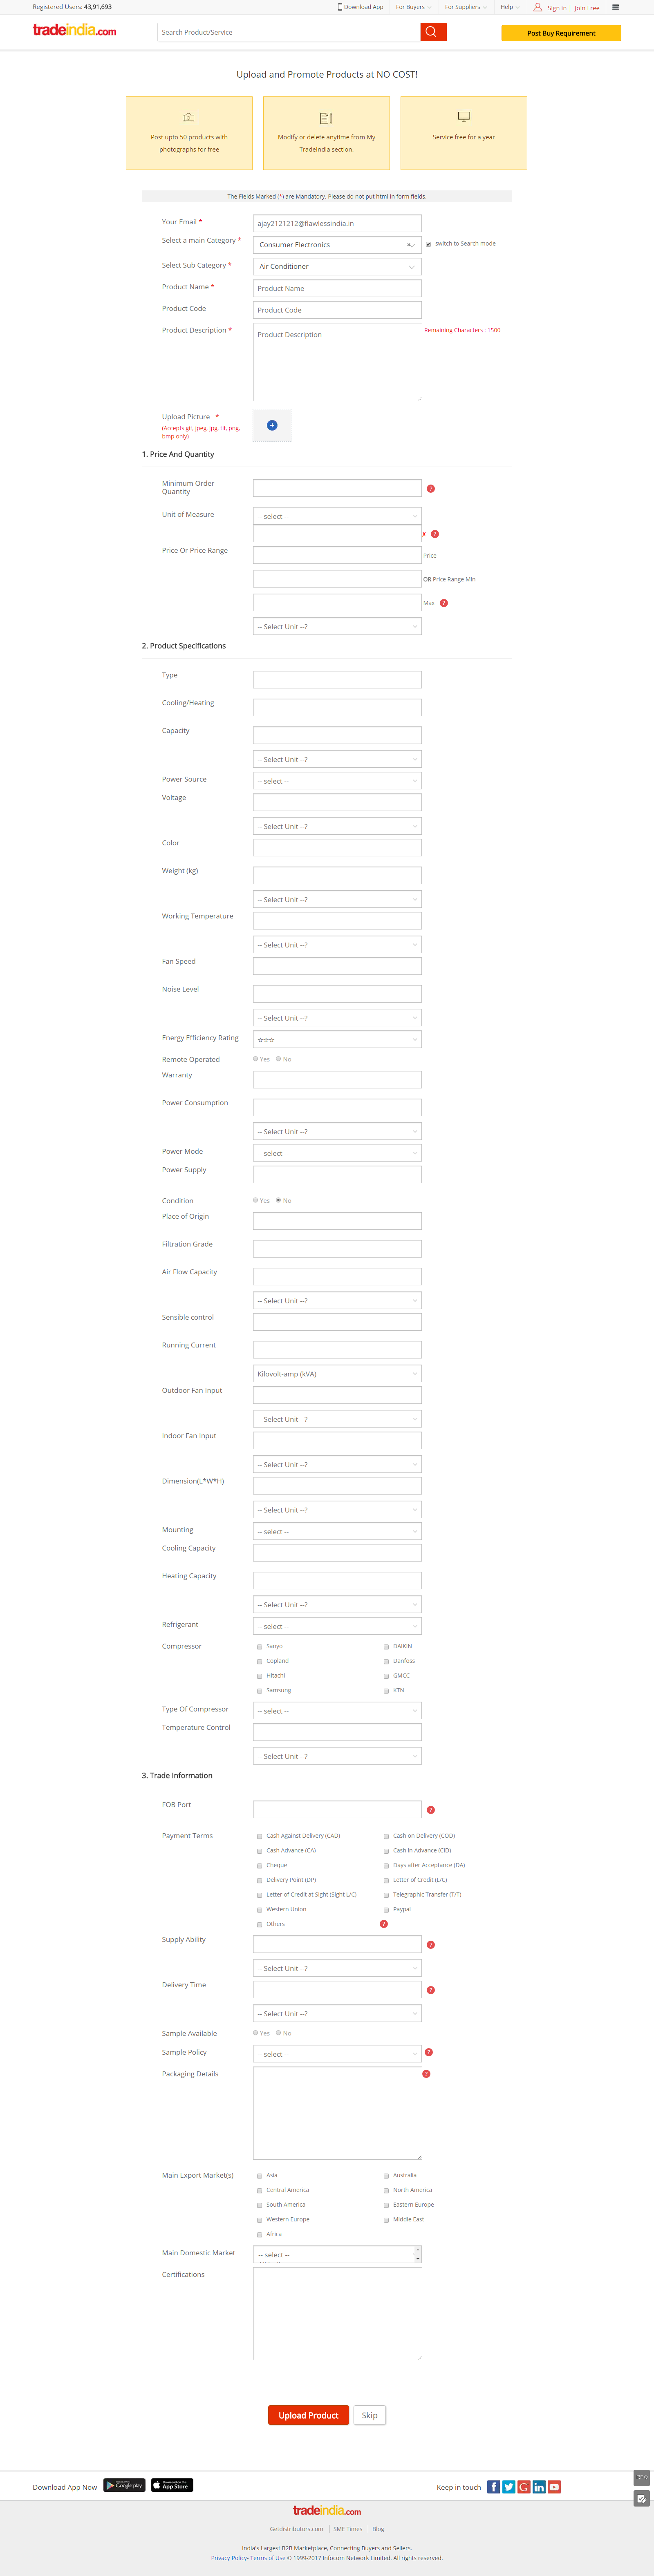 Registered Users: 43,91,693
Download App
For Buyers
For Suppliers
Help
Sign in | Join Free
tradeindia.com
Search Product/Service
Post Buy Requirement
Upload and Promote Products at NO COST!
Post upto 50 products with
photographs for free
Modify or delete anytime from My
TradeIndia section.
Service free for a year
The Fields Marked (*) are Mandatory. Please do not put html in form fields.
Your Email *
ajay2121212@flawlessindia.in
Select a main Category *
Consumer Electronics
switch to Search mode
Select Sub Category *
Air Conditioner
Product Name *
Product Name
Product Code
Product Code
Product Description *
Product Description
Remaining Characters : 1500
Upload Picture *
(Accepts gif, jpeg, jpg, tif, png,
bmp only)
1. Price And Quantity
Minimum Order
Quantity
?
Unit of Measure
-- select --
✗ ?
Price Or Price Range
Price
OR Price Range Min
Max ?
-- Select Unit --?
2. Product Specifications
Type
Cooling/Heating
Capacity
-- Select Unit --?
Power Source
-- select --
Voltage
-- Select Unit --?
Color
Weight (kg)
-- Select Unit --?
Working Temperature
-- Select Unit --?
Fan Speed
Noise Level
-- Select Unit --?
Energy Efficiency Rating
☆☆☆
Remote Operated
Yes
No
Warranty
Power Consumption
-- Select Unit --?
Power Mode
-- select --
Power Supply
Condition
Yes
No
Place of Origin
Filtration Grade
Air Flow Capacity
-- Select Unit --?
Sensible control
Running Current
Kilovolt-amp (kVA)
Outdoor Fan Input
-- Select Unit --?
Indoor Fan Input
-- Select Unit --?
Dimension(L*W*H)
-- Select Unit --?
Mounting
-- select --
Cooling Capacity
Heating Capacity
-- Select Unit --?
Refrigerant
-- select --
Compressor
Sanyo
DAIKIN
Copland
Danfoss
Hitachi
GMCC
Samsung
KTN
Type Of Compressor
-- select --
Temperature Control
-- Select Unit --?
3. Trade Information
FOB Port
?
Payment Terms
Cash Against Delivery (CAD)
Cash on Delivery (COD)
Cash Advance (CA)
Cash in Advance (CID)
Cheque
Days after Acceptance (DA)
Delivery Point (DP)
Letter of Credit (L/C)
Letter of Credit at Sight (Sight L/C)
Telegraphic Transfer (T/T)
Western Union
Paypal
Others
?
Supply Ability
?
-- Select Unit --?
Delivery Time
?
-- Select Unit --?
Sample Available
Yes
No
Sample Policy
-- select --
?
Packaging Details
?
Main Export Market(s)
Asia
Australia
Central America
North America
South America
Eastern Europe
Western Europe
Middle East
Africa
Main Domestic Market
-- select --
Certifications
Upload Product
Skip
Download App Now
Google play
App Store
Keep in touch
tradeindia.com
Getdistributors.com | SME Times | Blog
India's Largest B2B Marketplace, Connecting Buyers and Sellers.
Privacy Policy- Terms of Use © 1999-2017 Infocom Network Limited. All rights reserved.